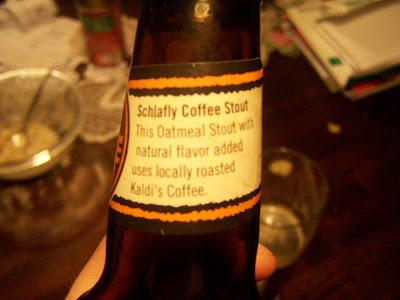 Schlafly Coffee Stout
This Oatmeal Stout with
natural flavor added
uses locally roasted
Kaldi's Coffee.